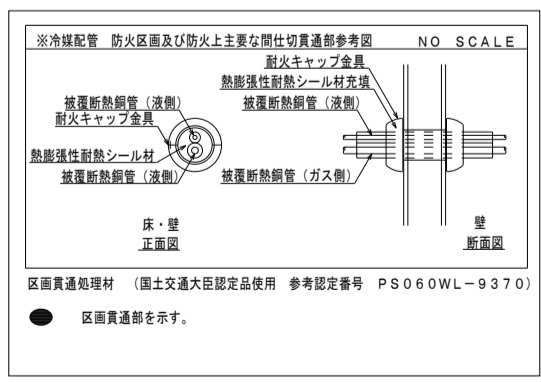 ※冷媒配管 防火区画及び防火上主要な間仕切貫通部参考図 NO SCALE
耐火キャップ金具
熱膨張性耐熱シール材充填
被覆断熱銅管(液側)
被覆断熱銅管(液側)
耐火キャップ金具
熱膨張性耐熱シール材
被覆断熱銅管(液側)
被覆断熱銅管(ガス側)
床・壁
正面図
壁
断面図
区画貫通処理材 (国土交通大臣認定品使用 参考認定番号 PS060WL-9370)
区画貫通部を示す。